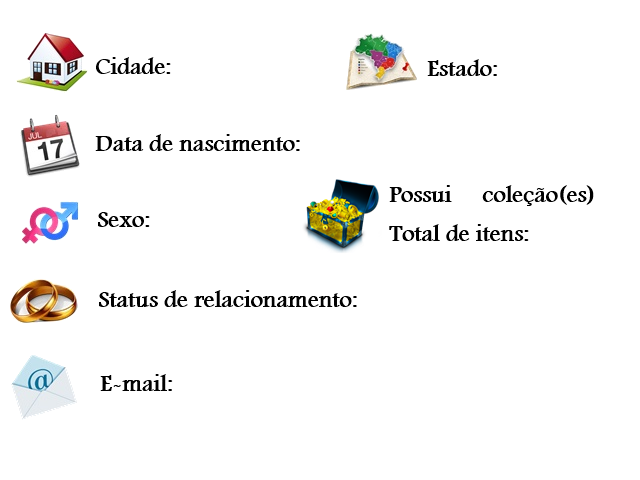 Cidade:
Estado:
JUL
17
Data de nascimento:
Possui coleção(es)
Sexo:
Total de itens:
Status de relacionamento:
@
E-mail: